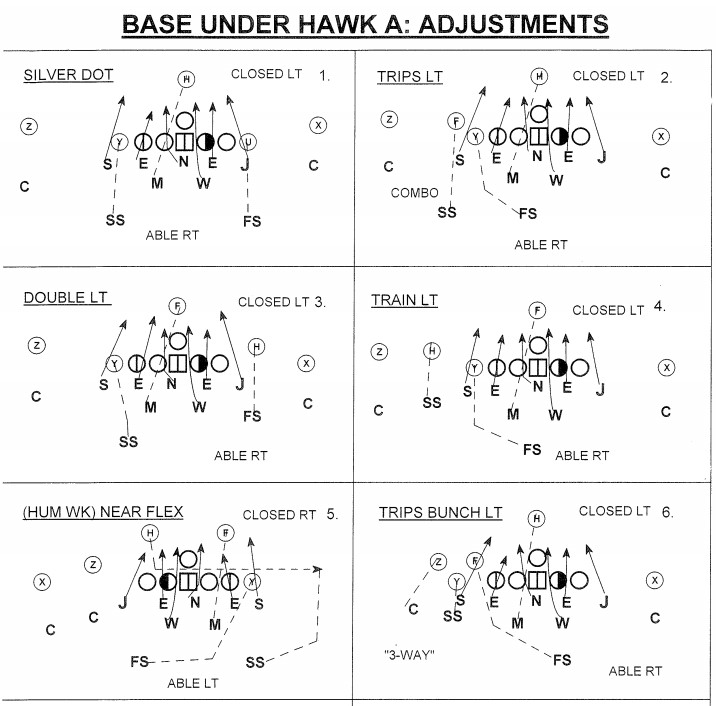 BASE UNDER HAWK A: ADJUSTMENTS
SILVER DOT
CLOSED LT 1.
H
Z
X
Y
U
S
E
N
E
J
C
C
M
W
SS
FS
ABLE RT
TRIPS LT
CLOSED LT 2.
H
Z
F
Y
X
S
E
N
E
J
C
C
M
W
COMBO
SS
FS
ABLE RT
DOUBLE LT
CLOSED LT 3.
F
Z
H
Y
X
S
E
N
E
J
C
C
M
W
FS
SS
ABLE RT
TRAIN LT
CLOSED LT 4.
F
Z
H
Y
X
S
E
N
E
J
C
SS
C
M
W
FS
ABLE RT
(HUM WK) NEAR FLEX
CLOSED RT 5.
H
F
Z
X
Y
J
E
N
E
S
C
C
W
M
FS
SS
ABLE LT
TRIPS BUNCH LT
CLOSED LT 6.
H
Z
F
Y
X
C
S
E
N
E
J
SS
C
M
W
"3-WAY"
FS
ABLE RT